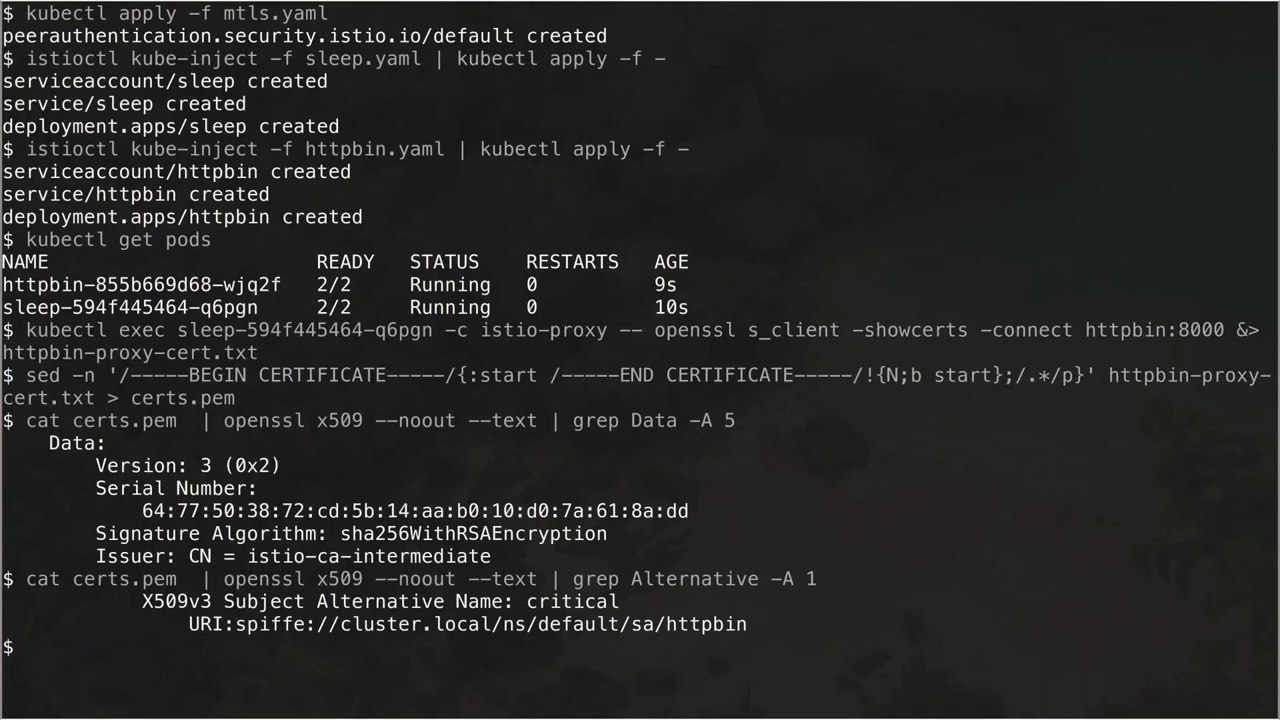 $ kubectl apply -f mtls.yaml
peerauthentication.security.istio.io/default created
$ istioctl kube-inject -f sleep.yaml | kubectl apply -f -
serviceaccount/sleep created
service/sleep created
deployment.apps/sleep created
$ istioctl kube-inject -f httpbin.yaml | kubectl apply -f -
serviceaccount/httpbin created
service/httpbin created
deployment.apps/httpbin created
$ kubectl get pods
NAME                       READY   STATUS    RESTARTS   AGE
httpbin-855b669d68-wjq2f   2/2     Running   0          9s
sleep-594f445464-q6pgn     2/2     Running   0          10s
$ kubectl exec sleep-594f445464-q6pgn -c istio-proxy -- openssl s_client -showcerts -connect httpbin:8000 &>
httpbin-proxy-cert.txt
$ sed -n '/-----BEGIN CERTIFICATE-----/{:start /-----END CERTIFICATE-----/!{N;b start};/.*/p}' httpbin-proxy-
cert.txt > certs.pem
$ cat certs.pem  | openssl x509 --noout --text | grep Data -A 5
    Data:
        Version: 3 (0x2)
        Serial Number:
            64:77:50:38:72:cd:5b:14:aa:b0:10:d0:7a:61:8a:dd
        Signature Algorithm: sha256WithRSAEncryption
        Issuer: CN = istio-ca-intermediate
$ cat certs.pem  | openssl x509 --noout --text | grep Alternative -A 1
            X509v3 Subject Alternative Name: critical
                URI:spiffe://cluster.local/ns/default/sa/httpbin
$